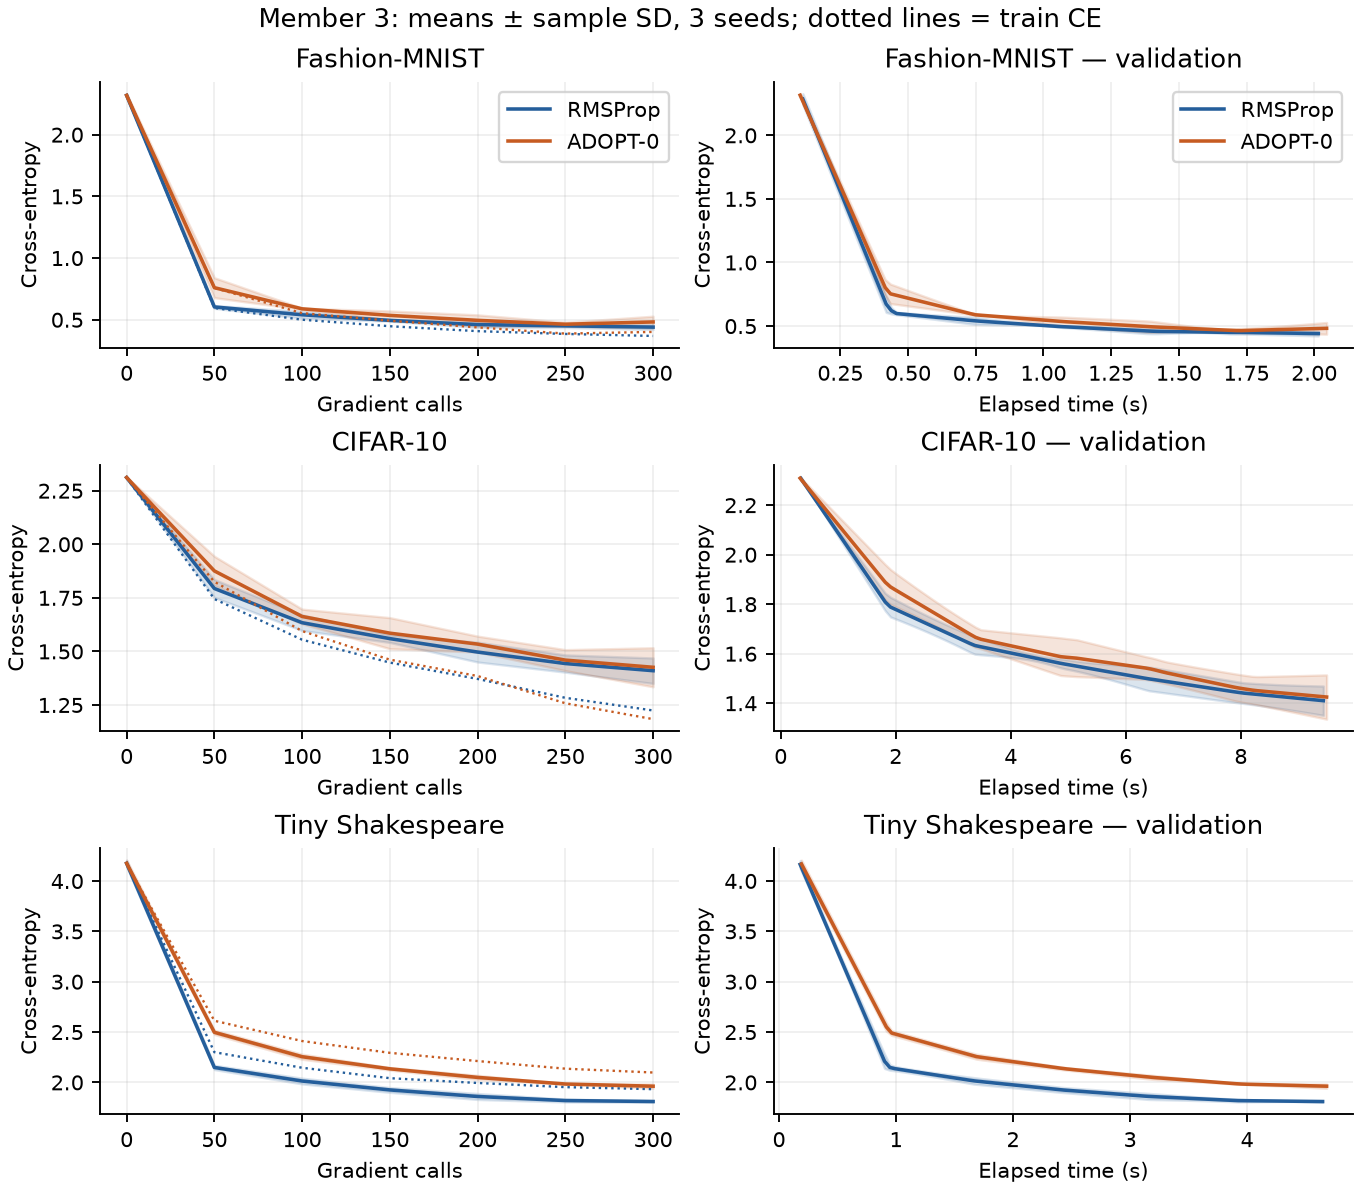 Member 3: means ± sample SD, 3 seeds; dotted lines = train CE
Fashion-MNIST
Cross-entropy
2.0
1.5
1.0
0.5
RMSProp
ADOPT-0
0 50 100 150 200 250 300
Gradient calls
Fashion-MNIST — validation
Cross-entropy
2.0
1.5
1.0
0.5
RMSProp
ADOPT-0
0.25 0.50 0.75 1.00 1.25 1.50 1.75 2.00
Elapsed time (s)
CIFAR-10
Cross-entropy
2.25
2.00
1.75
1.50
1.25
0 50 100 150 200 250 300
Gradient calls
CIFAR-10 — validation
Cross-entropy
2.2
2.0
1.8
1.6
1.4
0 2 4 6 8
Elapsed time (s)
Tiny Shakespeare
Cross-entropy
4.0
3.5
3.0
2.5
2.0
0 50 100 150 200 250 300
Gradient calls
Tiny Shakespeare — validation
Cross-entropy
4.0
3.5
3.0
2.5
2.0
0 1 2 3 4
Elapsed time (s)